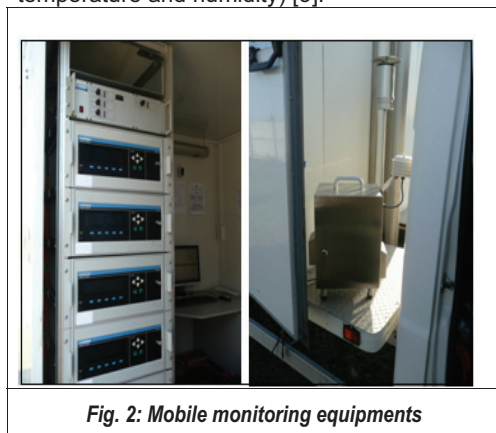 temperature and humidity) [5].
Fig. 2: Mobile monitoring equipments